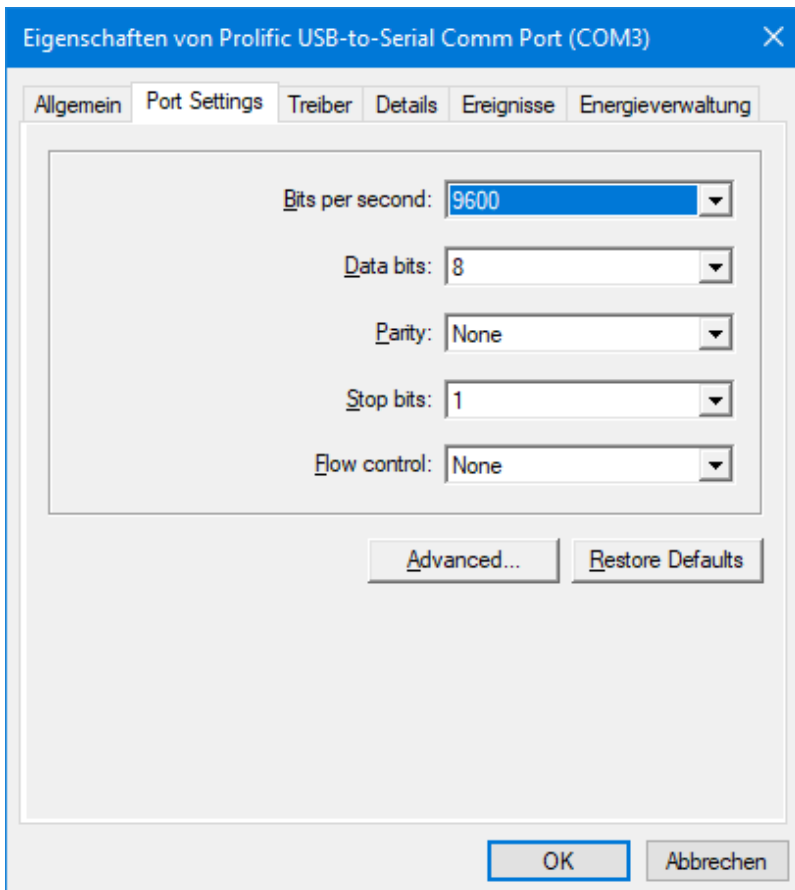 Eigenschaften von Prolific USB-to-Serial Comm Port (COM3)
Allgemein Port Settings Treiber Details Ereignisse Energieverwaltung
Bits per second: 9600
Data bits: 8
Parity: None
Stop bits: 1
Flow control: None
Advanced... Restore Defaults
OK Abbrechen